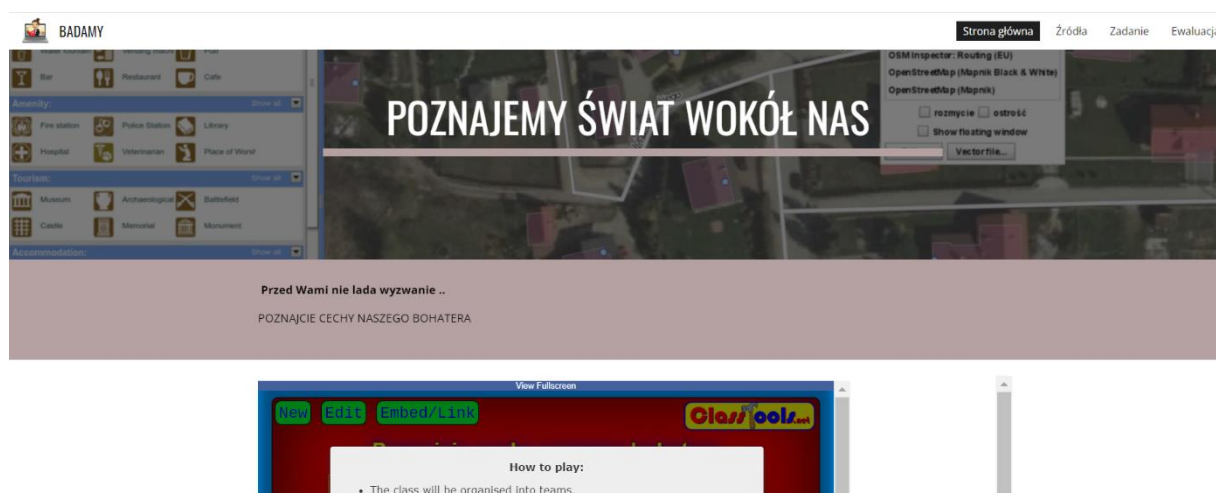 BADAMY
Strona główna Źródła Zadanie Ewaluacja
Bar Restaurant Cafe
Amenity: Show all
Fire station Police Station Library
Hospital Veterinarian Place of Worsh
Tourism: Show all
Museum Archaeological Battlefield
Castle Memorial Monument
Accommodation: Show all
POZNAJEMY ŚWIAT WOKÓŁ NAS
OSM Inspector: Routing (EU)
OpenStreetMap (Mapnik Black & White)
OpenStreetMap (Mapnik)
rozmycie ostrość
Show floating window
Vector file...
Przed Wami nie lada wyzwanie ..
POZNAJCIE CECHY NASZEGO BOHATERA
View Fullscreen
New Edit Embed/Link
ClassTools.net
How to play:
• The class will be organised into teams.